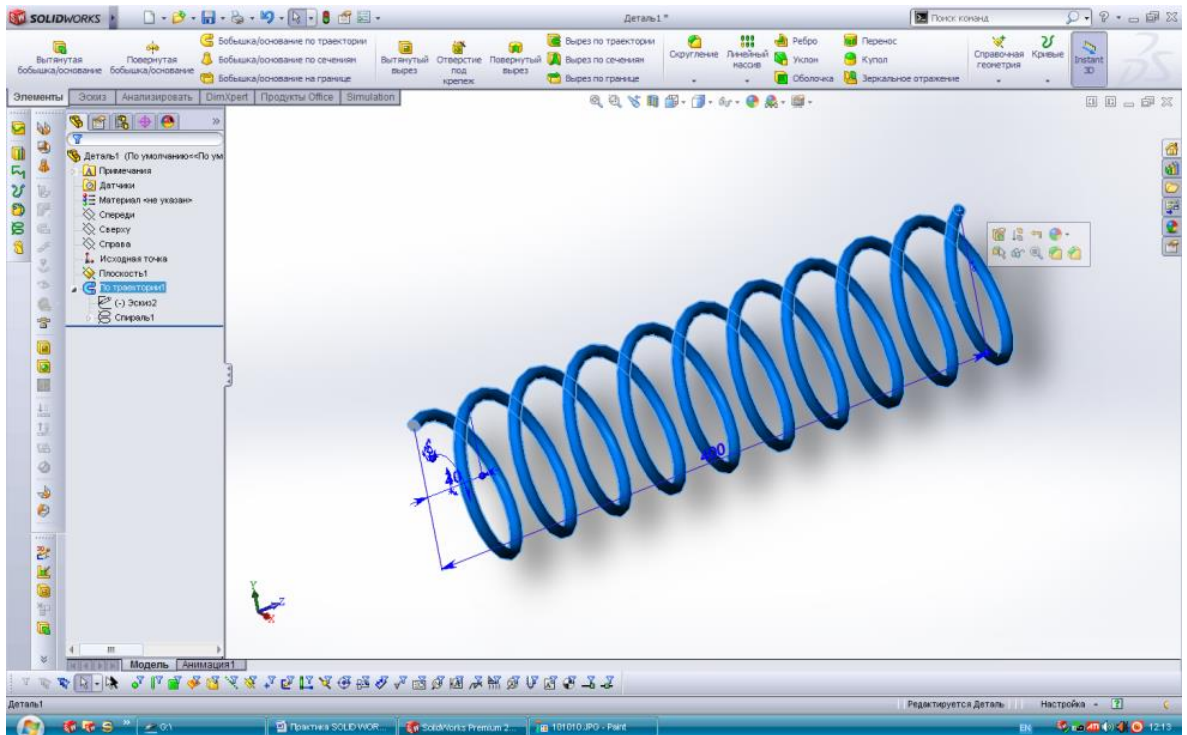 SOLIDWORKS
Деталь1 *
Поиск команд
Вытянутая бобышка/основание
Повернутая бобышка/основание
Бобышка/основание по траектории
Бобышка/основание по сечениям
Бобышка/основание на границе
Вытянутый вырез
Отверстие под крепеж
Повернутый вырез
Вырез по траектории
Вырез по сечениям
Вырез по границе
Скругление
Линейный массив
Ребро
Уклон
Оболочка
Перенос
Купол
Зеркальное отражение
Справочная геометрия
Кривые
Instant 3D
Элементы
Эскиз
Анализировать
DimXpert
Продукты Office
Simulation
Деталь1 (По умолчанию<<По ум
Примечания
Датчики
Материал <не указан>
Спереди
Сверху
Справа
Исходная точка
Плоскость1
По траектории1
(-) Эскиз2
Спираль1
40
400
Y
Z
X
Модель
Анимация1
Деталь1
Редактируется Деталь
Настройка
G:\
Практика SOLID WOR...
SolidWorks Premium 2...
101010.JPG - Paint
EN
12:13